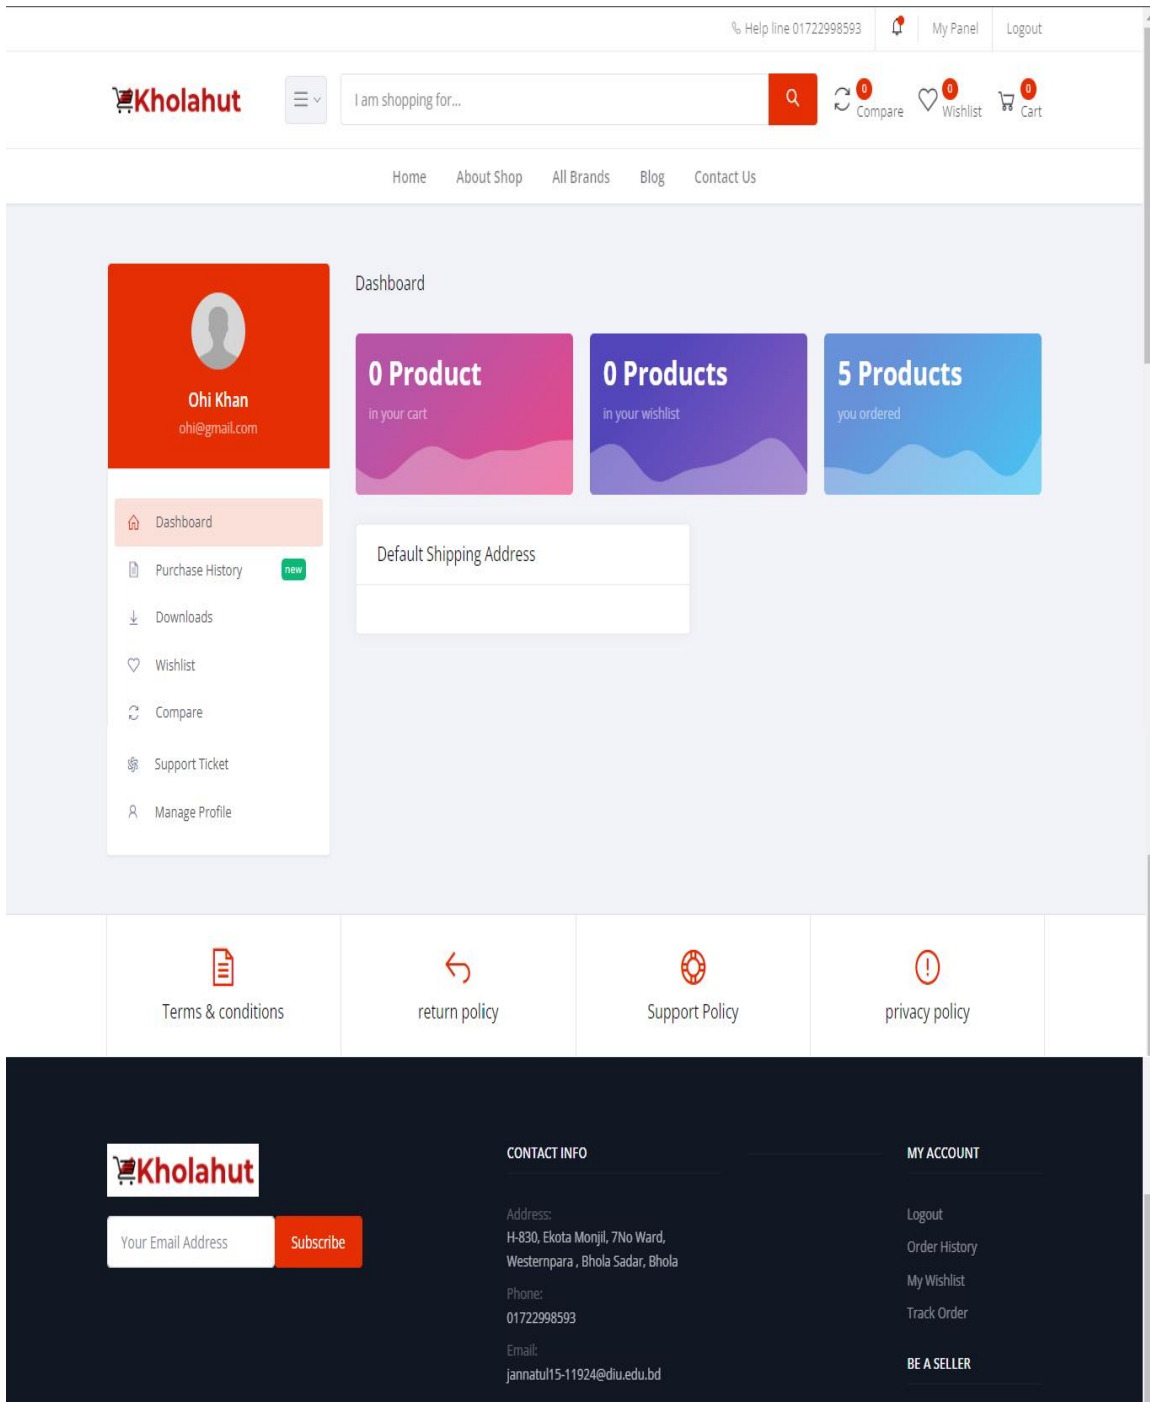 Help line 01722998593
My Panel
Logout
Kholahut
I am shopping for...
0
Compare
0
Wishlist
0
Cart
Home
About Shop
All Brands
Blog
Contact Us
Ohi Khan
ohi@gmail.com
Dashboard
Purchase History
new
Downloads
Wishlist
Compare
Support Ticket
Manage Profile
Dashboard
0 Product
in your cart
0 Products
in your wishlist
5 Products
you ordered
Default Shipping Address
Terms & conditions
return policy
Support Policy
privacy policy
Kholahut
Your Email Address
Subscribe
CONTACT INFO
Address:
H-830, Ekota Monjil, 7No Ward,
Westernpara , Bhola Sadar, Bhola
Phone:
01722998593
Email:
jannatul15-11924@diu.edu.bd
MY ACCOUNT
Logout
Order History
My Wishlist
Track Order
BE A SELLER